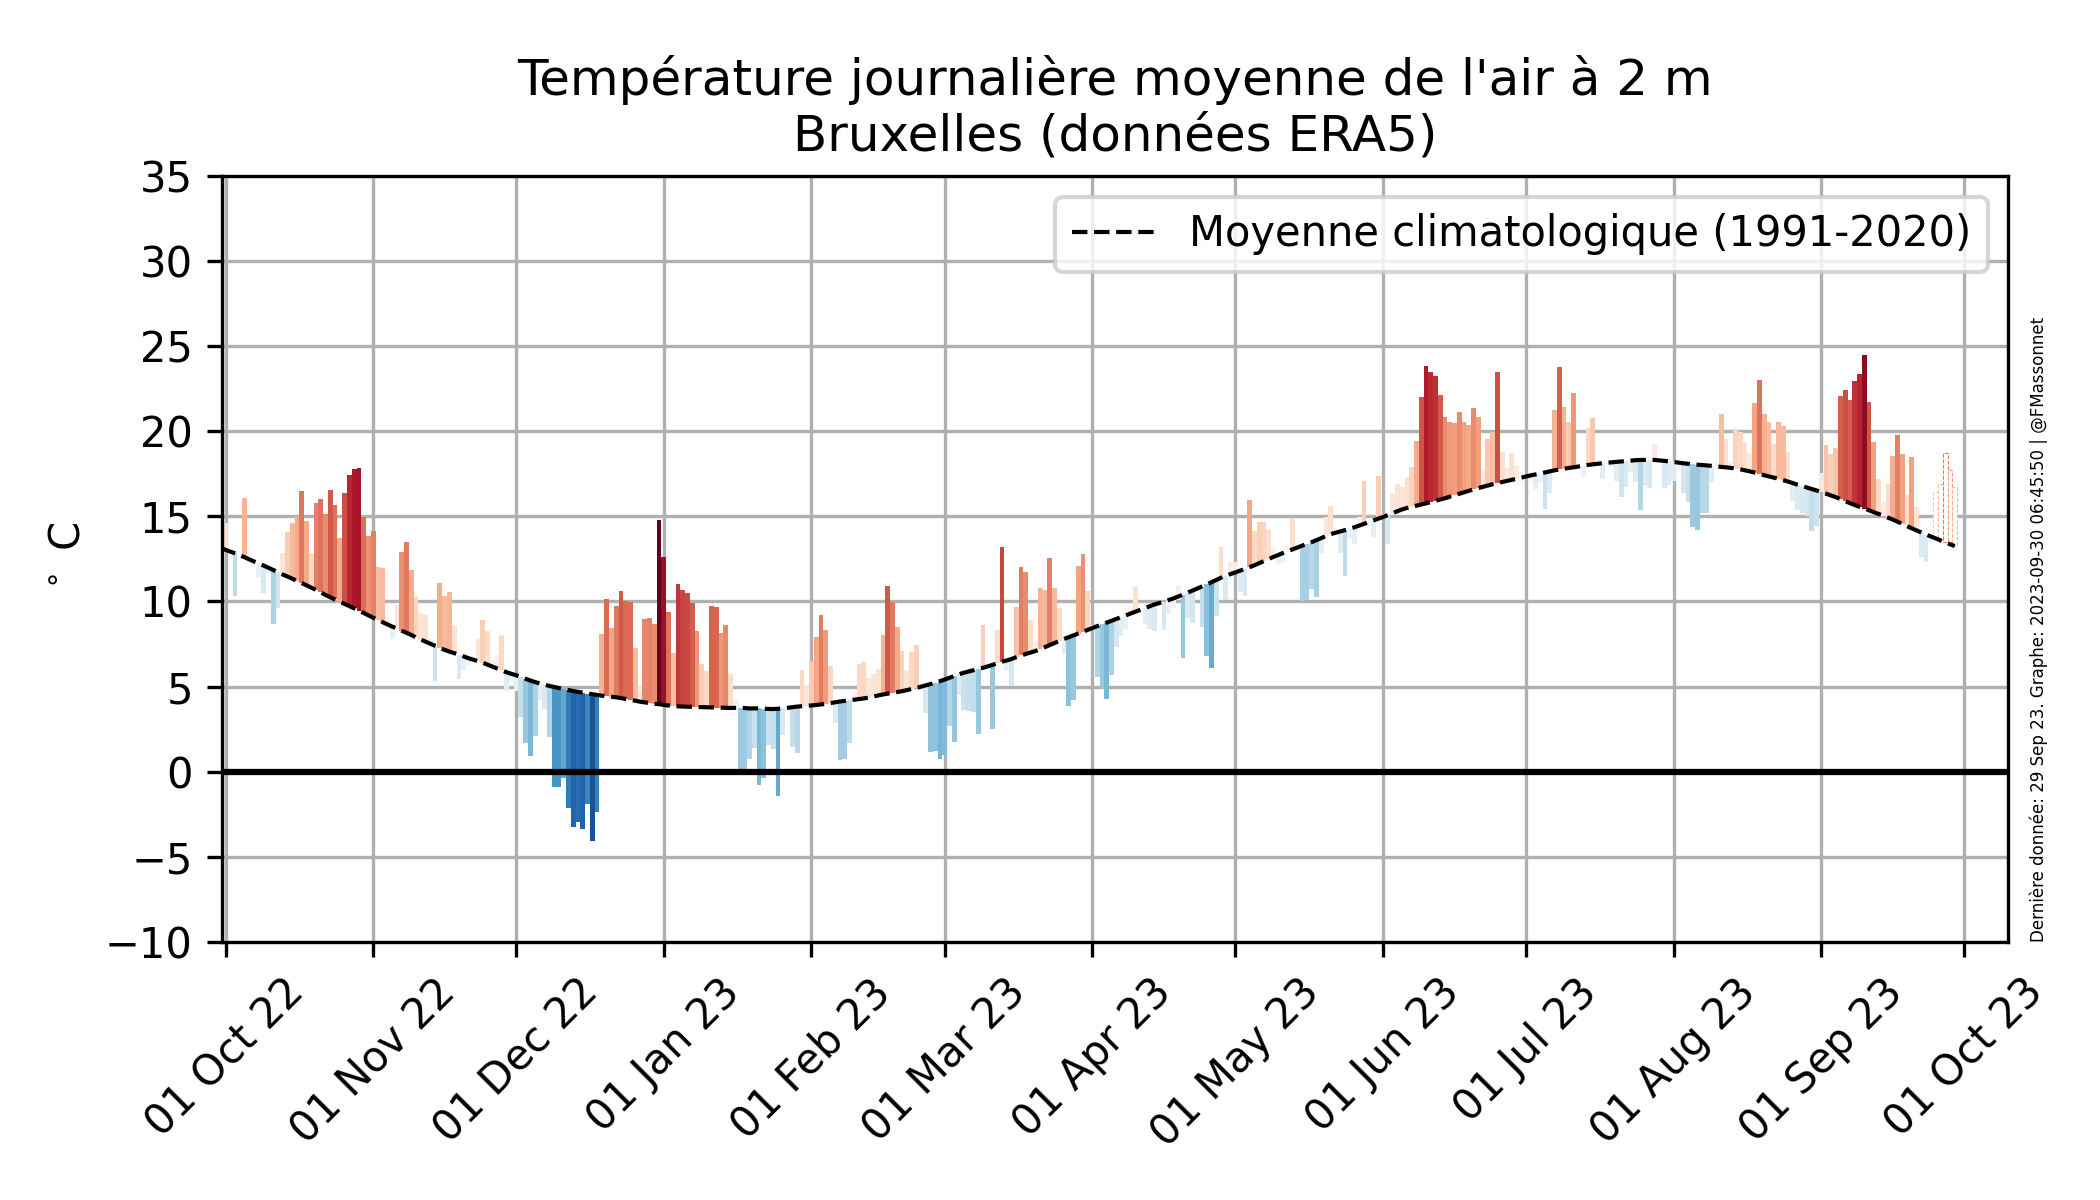 Température journalière moyenne de l'air à 2 m
Bruxelles (données ERA5)
Moyenne climatologique (1991-2020)
° C
35
30
25
20
15
10
5
0
−5
−10
01 Oct 22
01 Nov 22
01 Dec 22
01 Jan 23
01 Feb 23
01 Mar 23
01 Apr 23
01 May 23
01 Jun 23
01 Jul 23
01 Aug 23
01 Sep 23
01 Oct 23
Dernière donnée: 29 Sep 23. Graphe: 2023-09-30 06:45:50 | @FMassonnet